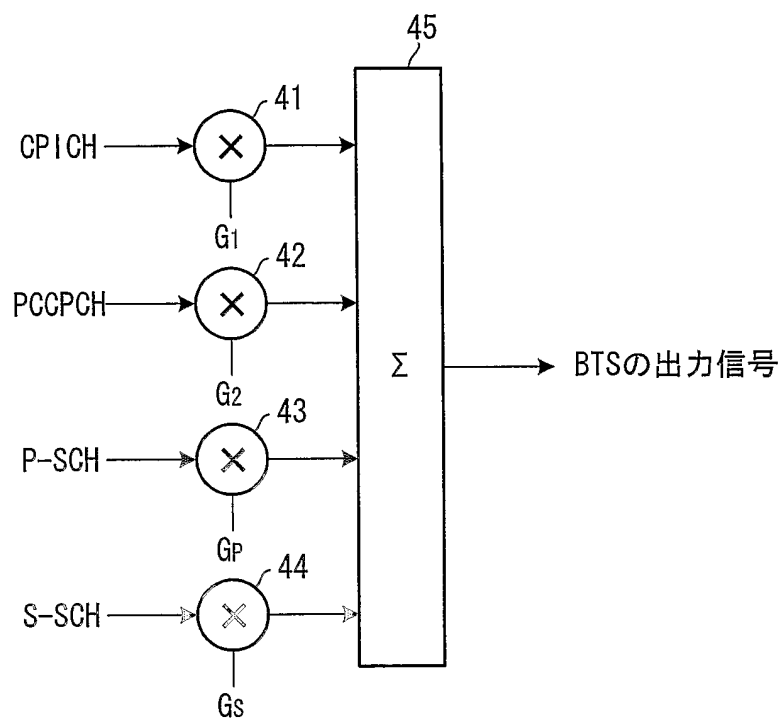 45
41
CPICH
×
G1
42
PCCPCH
×
G2
Σ
BTSの出力信号
43
P-SCH
×
GP
44
S-SCH
×
GS